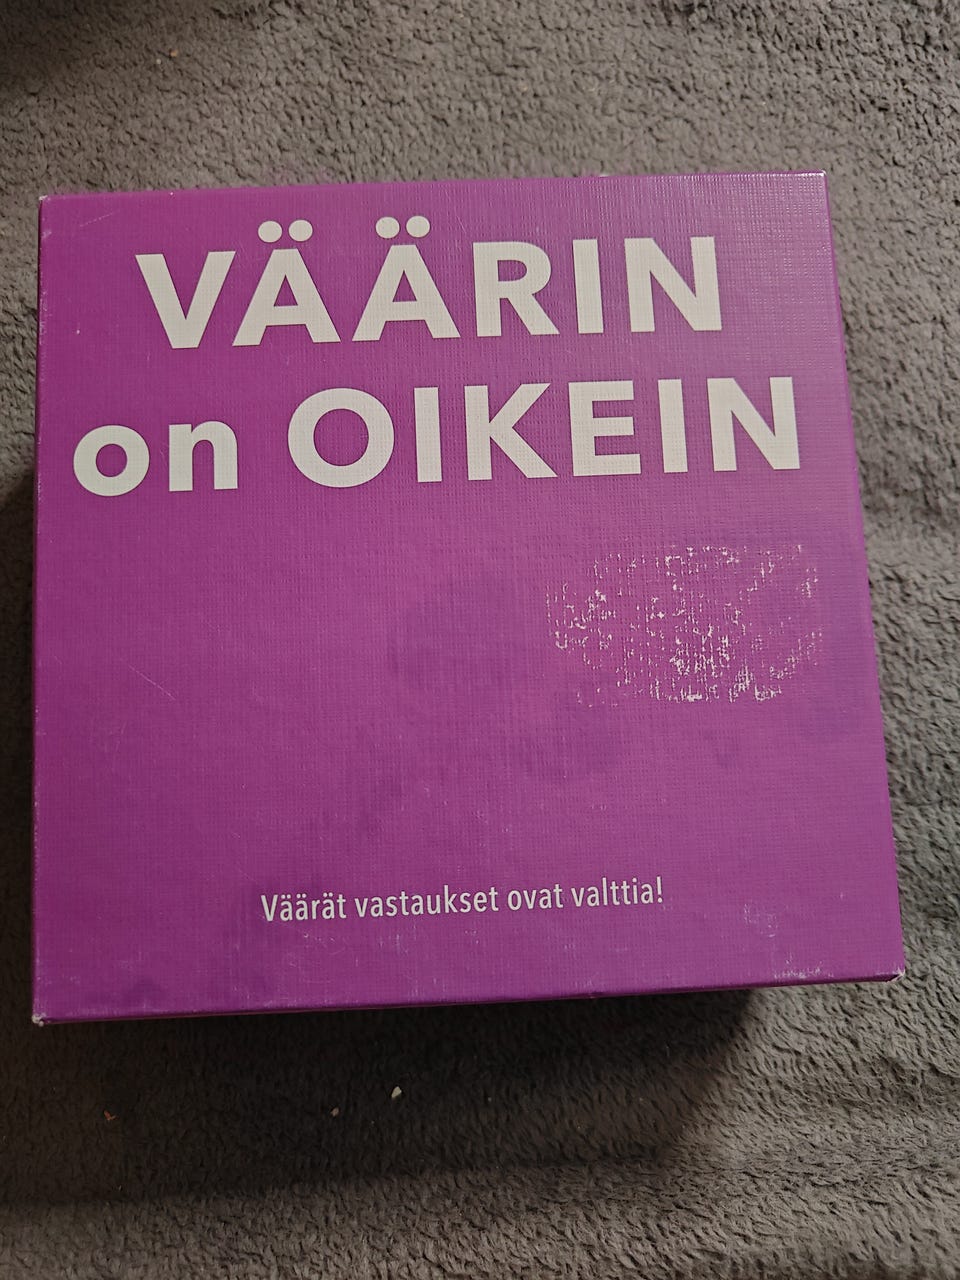 VÄÄRIN
on OIKEIN
Väärät vastaukset ovat valttia!